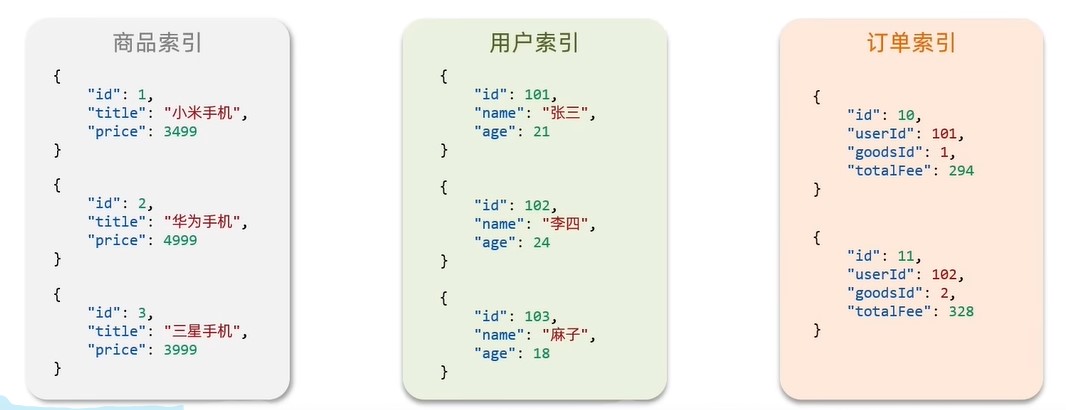 商品索引
{
"id": 1,
"title": "小米手机",
"price": 3499
}
{
"id": 2,
"title": "华为手机",
"price": 4999
}
{
"id": 3,
"title": "三星手机",
"price": 3999
}
用户索引
{
"id": 101,
"name": "张三",
"age": 21
}
{
"id": 102,
"name": "李四",
"age": 24
}
{
"id": 103,
"name": "麻子",
"age": 18
}
订单索引
{
"id": 10,
"userId": 101,
"goodsId": 1,
"totalFee": 294
}
{
"id": 11,
"userId": 102,
"goodsId": 2,
"totalFee": 328
}